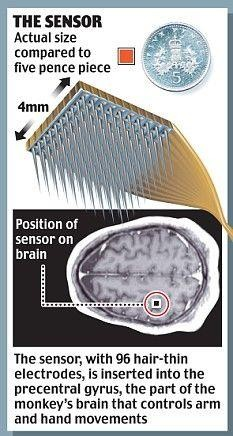 THE SENSOR
Actual size
compared to
five pence piece
5
4mm
Position of
sensor on
brain
The sensor, with 96 hair-thin
electrodes, is inserted into the
precentral gyrus, the part of the
monkey's brain that controls arm
and hand movements